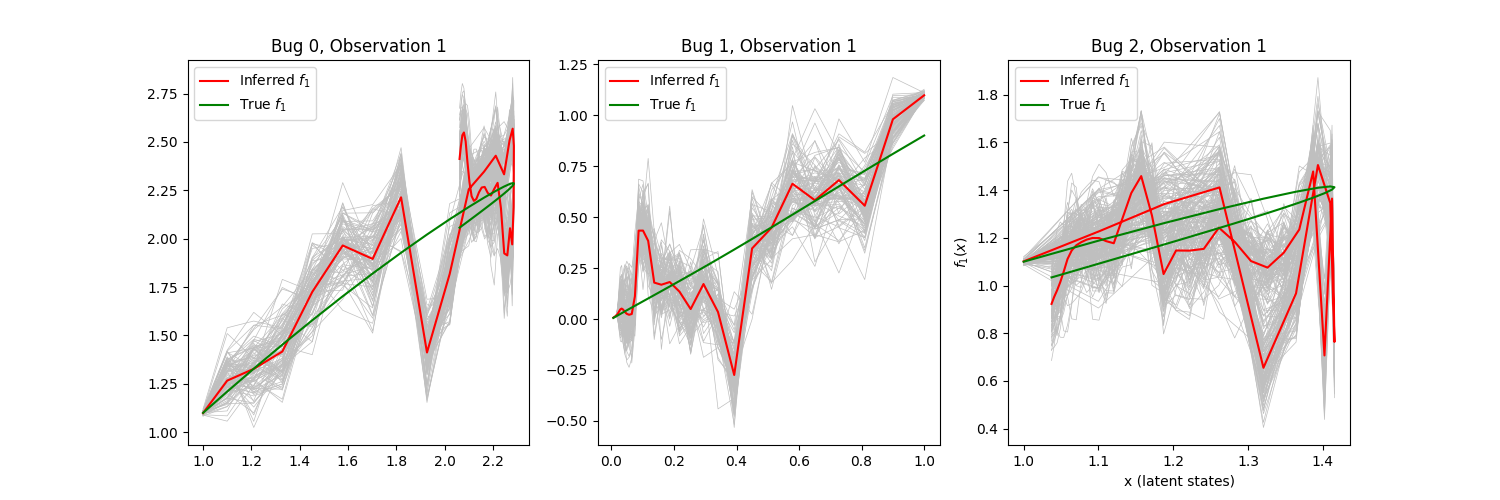 Bug 0, Observation 1
Inferred f₁
True f₁
2.75
2.50
2.25
2.00
1.75
1.50
1.25
1.00
1.0 1.2 1.4 1.6 1.8 2.0 2.2
Bug 1, Observation 1
Inferred f₁
True f₁
1.25
1.00
0.75
0.50
0.25
0.00
−0.25
−0.50
0.0 0.2 0.4 0.6 0.8 1.0
Bug 2, Observation 1
Inferred f₁
True f₁
1.8
1.6
1.4
1.2
1.0
0.8
0.6
0.4
f₁(x)
1.0 1.1 1.2 1.3 1.4
x (latent states)